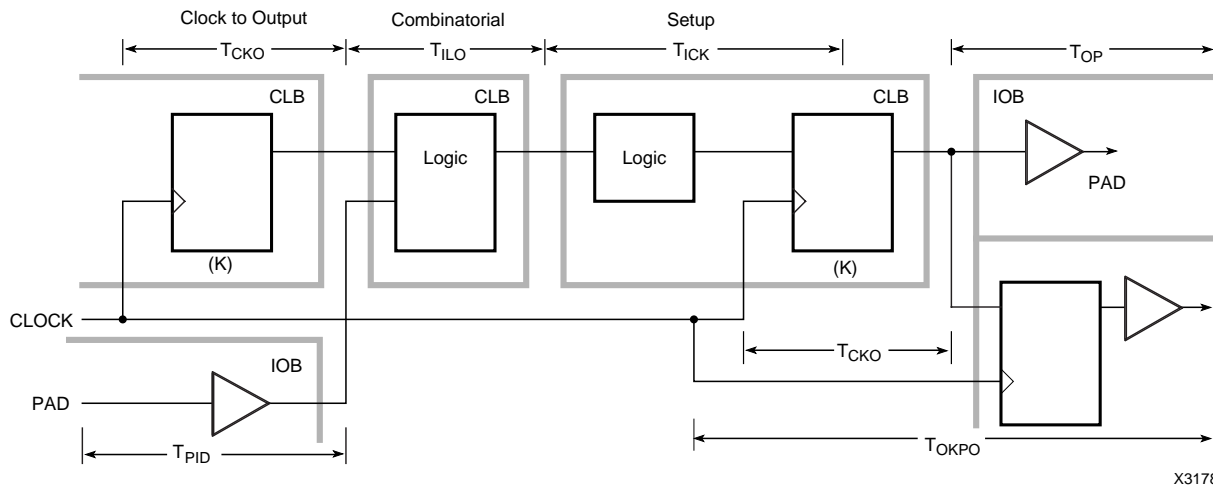 Clock to Output
Combinatorial
Setup
TCKO
TILO
TICK
TOP
CLB
CLB
CLB
IOB
Logic
Logic
PAD
(K)
(K)
CLOCK
IOB
TCKO
PAD
TPID
TOKPO
X3178